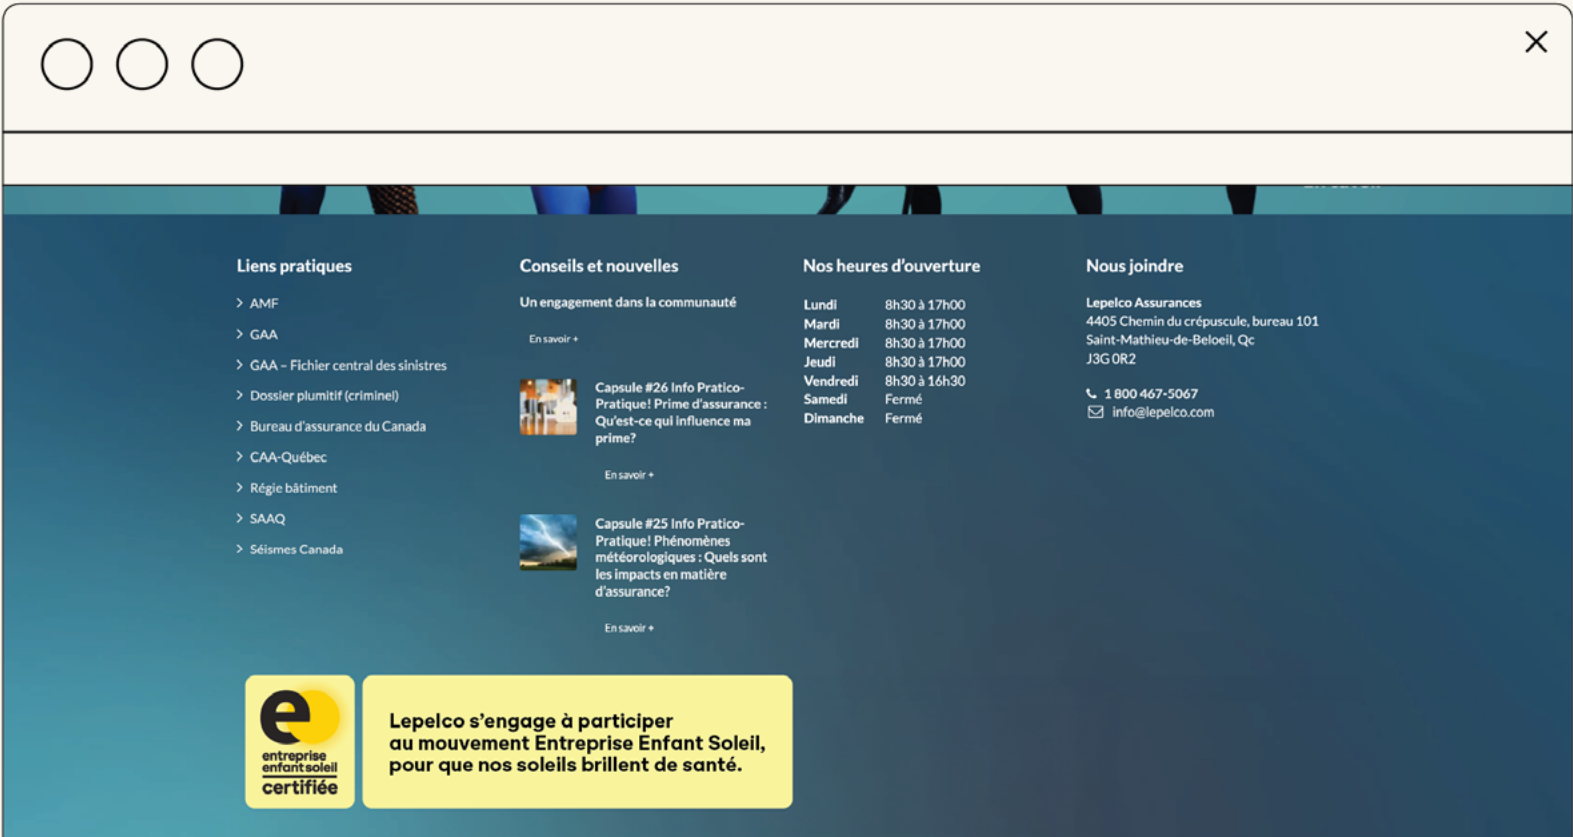 Liens pratiques
AMF
GAA
GAA – Fichier central des sinistres
Dossier plumitif (criminel)
Bureau d'assurance du Canada
CAA-Québec
Régie bâtiment
SAAQ
Séismes Canada
Conseils et nouvelles
Un engagement dans la communauté
En savoir +
Capsule #26 Info Pratico-
Pratique! Prime d'assurance :
Qu'est-ce qui influence ma
prime?
En savoir +
Capsule #25 Info Pratico-
Pratique! Phénomènes
météorologiques : Quels sont
les impacts en matière
d'assurance?
En savoir +
Nos heures d'ouverture
Lundi 8h30 à 17h00
Mardi 8h30 à 17h00
Mercredi 8h30 à 17h00
Jeudi 8h30 à 17h00
Vendredi 8h30 à 16h30
Samedi Fermé
Dimanche Fermé
Nous joindre
Lepelco Assurances
4405 Chemin du crépuscule, bureau 101
Saint-Mathieu-de-Beloeil, Qc
J3G 0R2
1 800 467-5067
info@lepelco.com
entreprise
enfant soleil
certifiée
Lepelco s'engage à participer
au mouvement Entreprise Enfant Soleil,
pour que nos soleils brillent de santé.